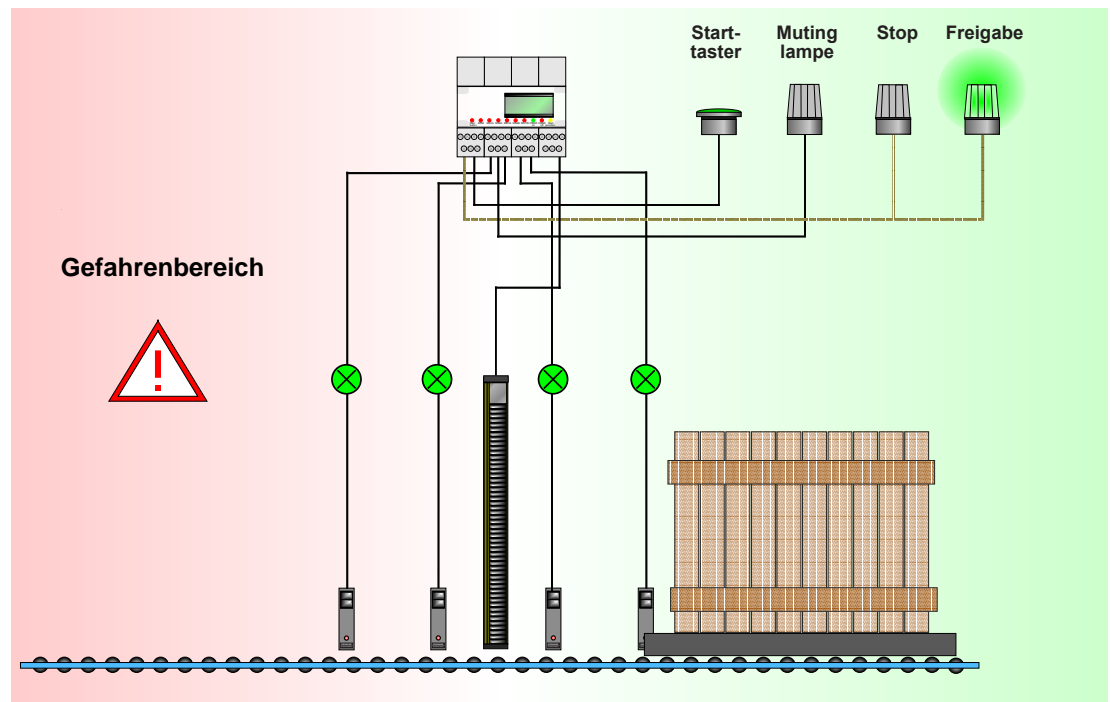 Start-
taster
Muting
lampe
Stop
Freigabe
Gefahrenbereich